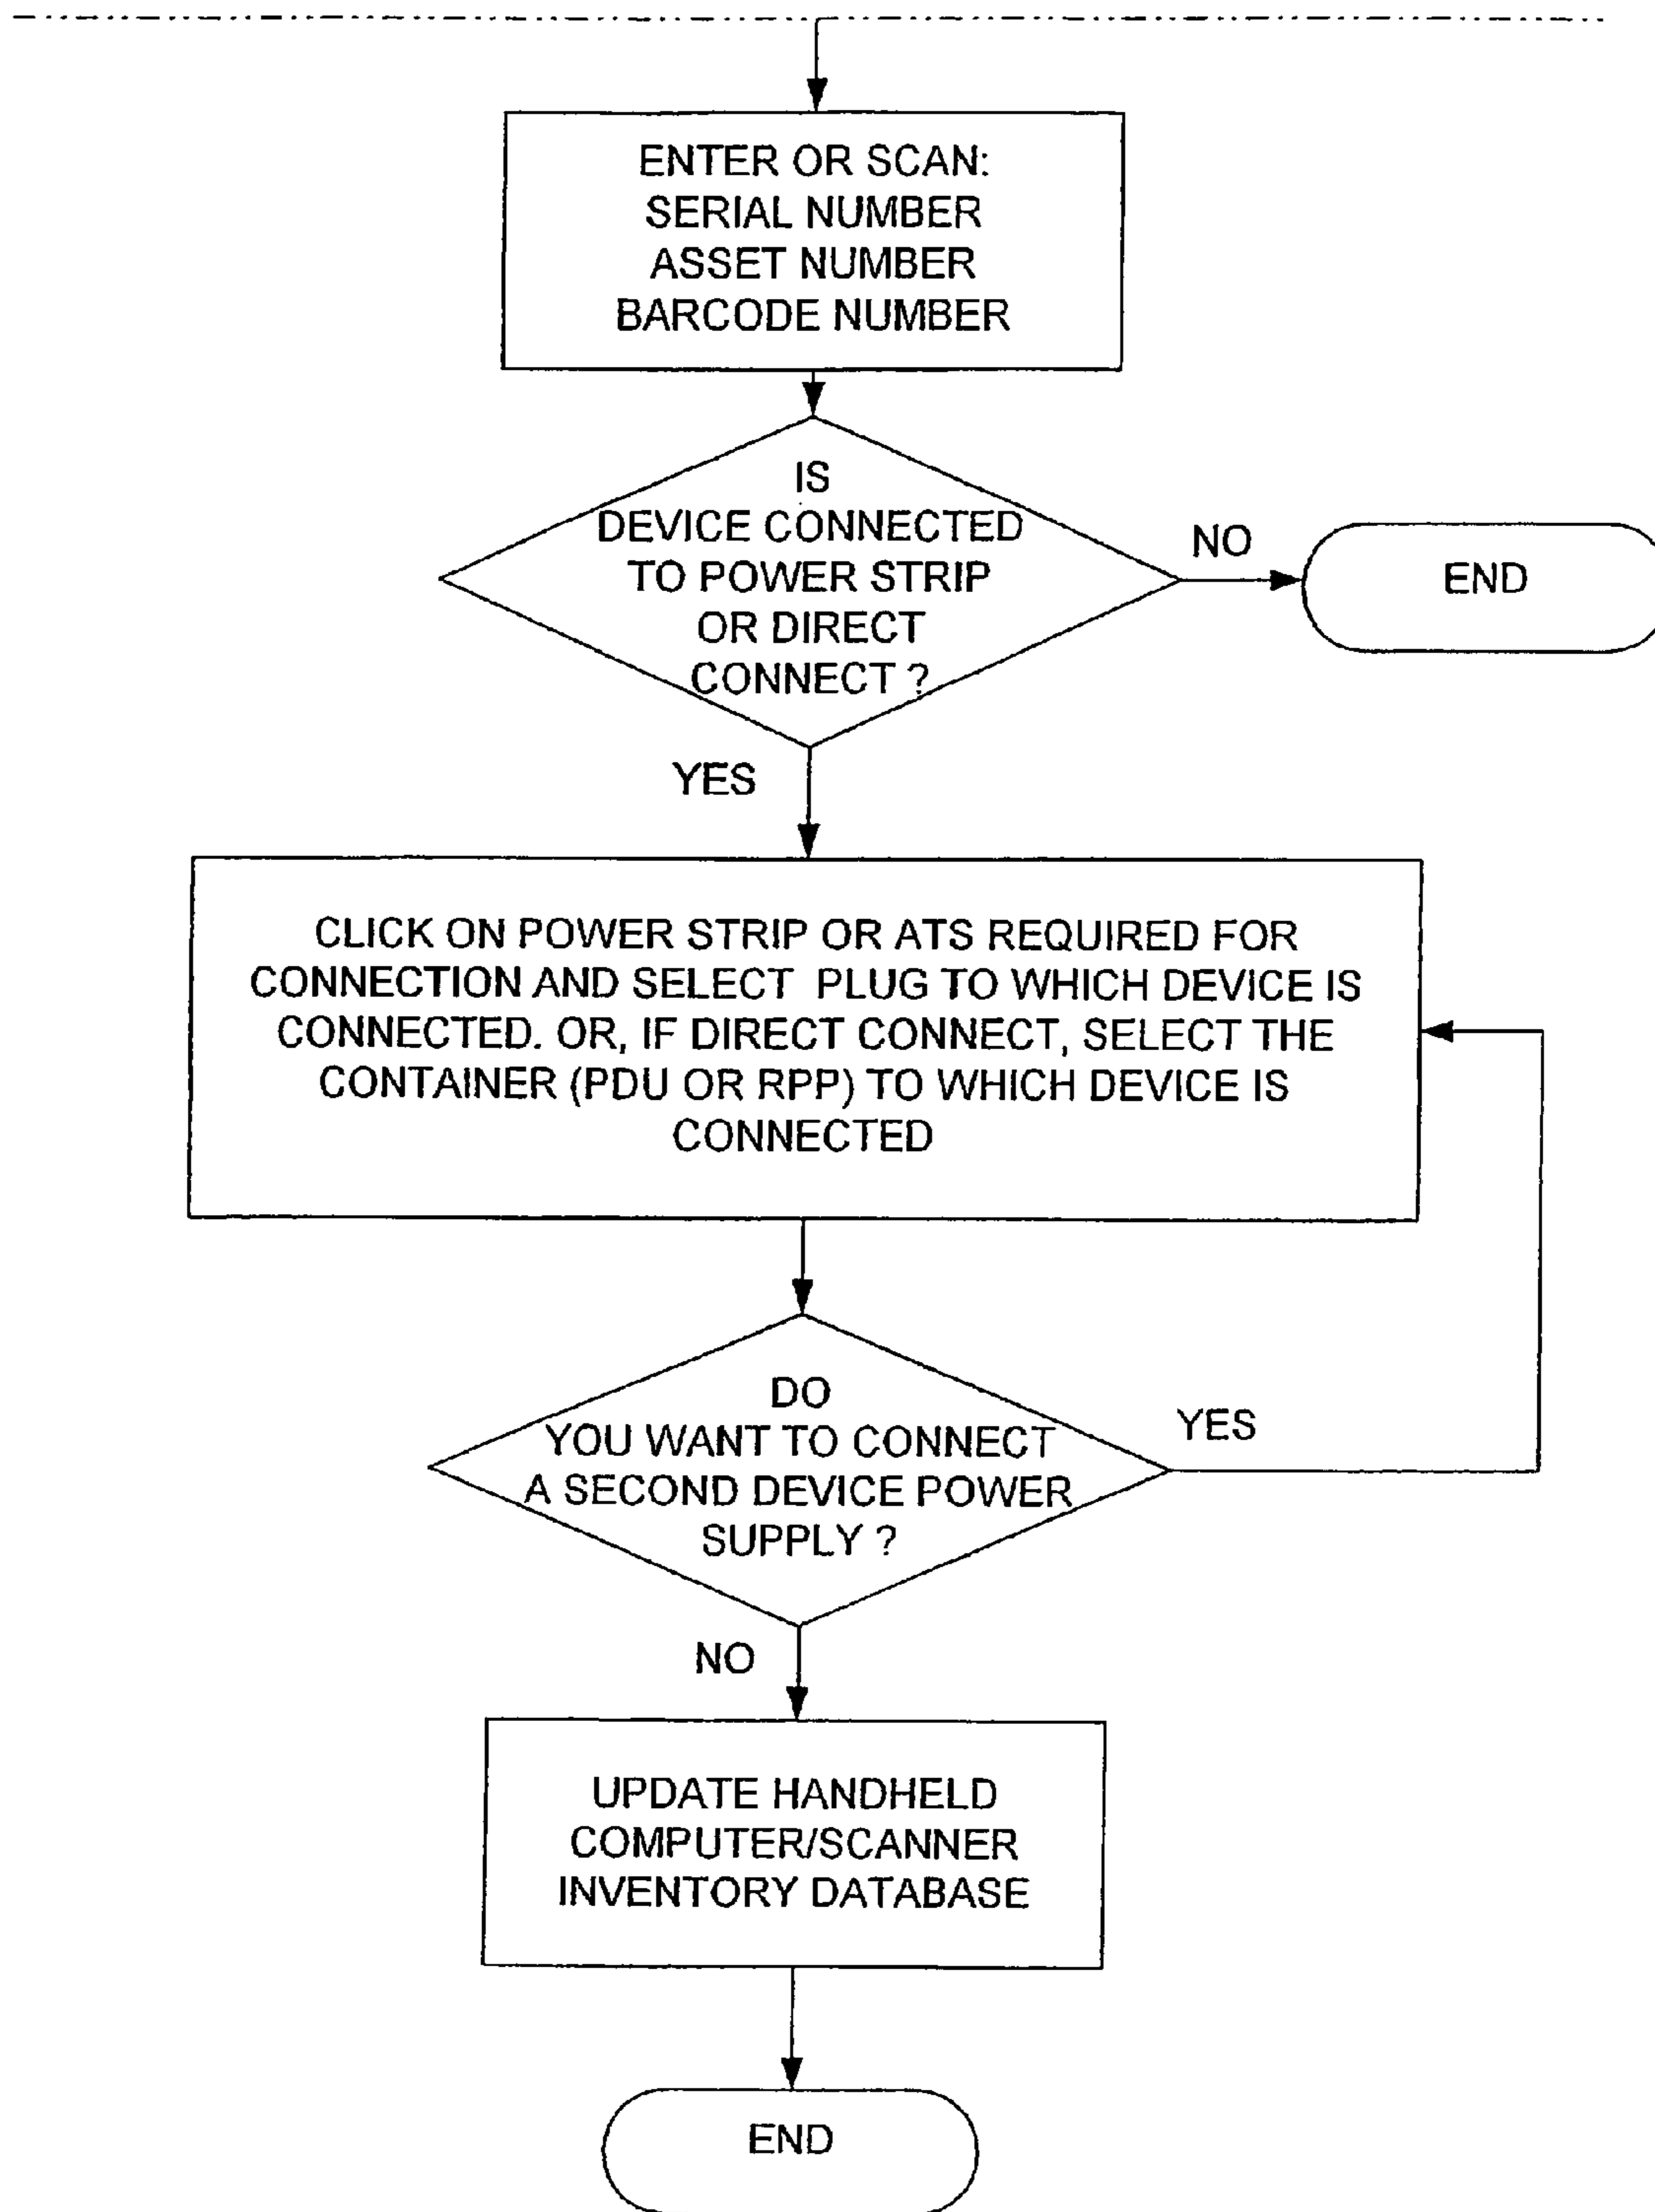 ENTER OR SCAN:
SERIAL NUMBER
ASSET NUMBER
BARCODE NUMBER
IS
DEVICE CONNECTED
TO POWER STRIP
OR DIRECT
CONNECT ?
NO
END
YES
CLICK ON POWER STRIP OR ATS REQUIRED FOR
CONNECTION AND SELECT PLUG TO WHICH DEVICE IS
CONNECTED. OR, IF DIRECT CONNECT, SELECT THE
CONTAINER (PDU OR RPP) TO WHICH DEVICE IS
CONNECTED
DO
YOU WANT TO CONNECT
A SECOND DEVICE POWER
SUPPLY ?
YES
NO
UPDATE HANDHELD
COMPUTER/SCANNER
INVENTORY DATABASE
END